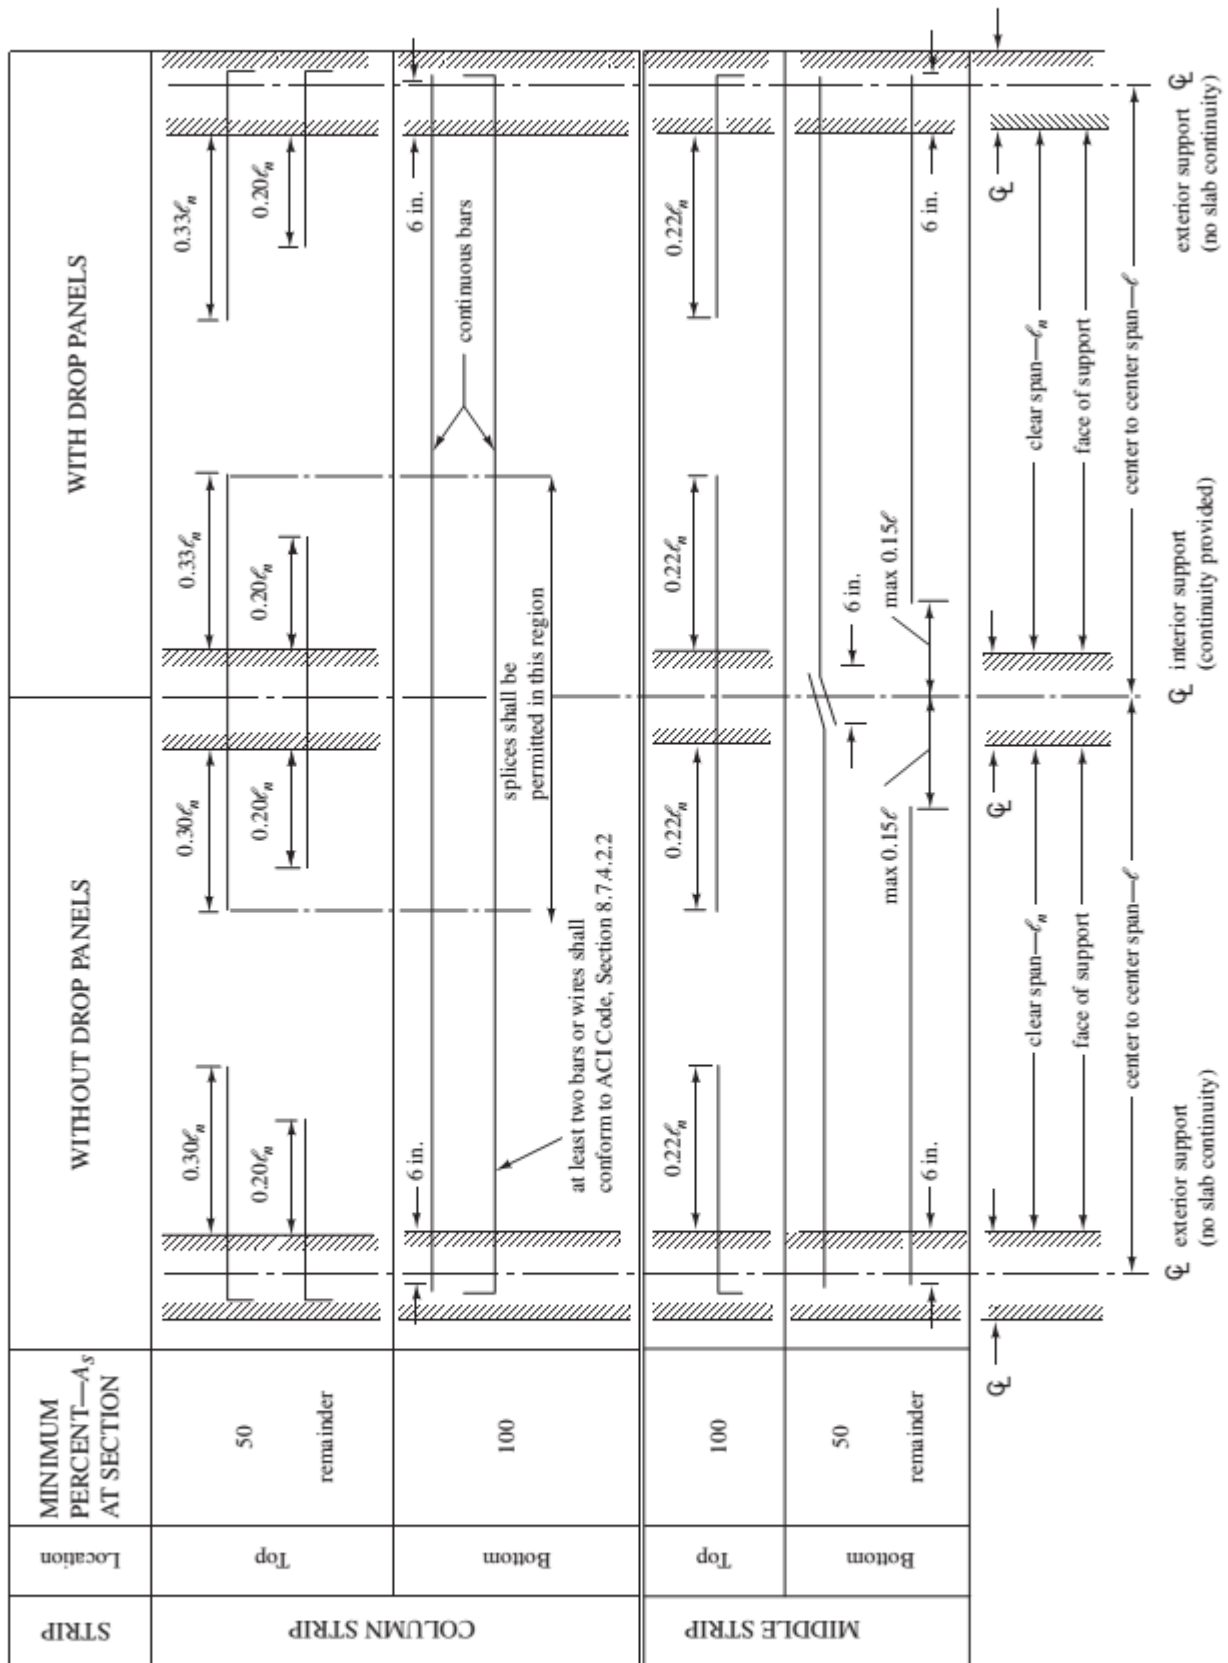 STRIP
Location
MINIMUM
PERCENT—As
AT SECTION
WITHOUT DROP PANELS
WITH DROP PANELS
COLUMN STRIP
Top
50
0.30ℓn
0.30ℓn
0.33ℓn
0.33ℓn
remainder
0.20ℓn
0.20ℓn
0.20ℓn
0.20ℓn
Bottom
100
6 in.
6 in.
continuous bars
splices shall be
permitted in this region
at least two bars or wires shall
conform to ACI Code, Section 8.7.4.2.2
MIDDLE STRIP
Top
100
0.22ℓn
0.22ℓn
0.22ℓn
0.22ℓn
Bottom
50
6 in.
remainder
max 0.15ℓ
max 0.15ℓ
6 in.
6 in.
℄
℄
℄
clear span—ℓn
clear span—ℓn
face of support
face of support
center to center span—ℓ
center to center span—ℓ
℄ exterior support
(no slab continuity)
℄ interior support
(continuity provided)
exterior support ℄
(no slab continuity)